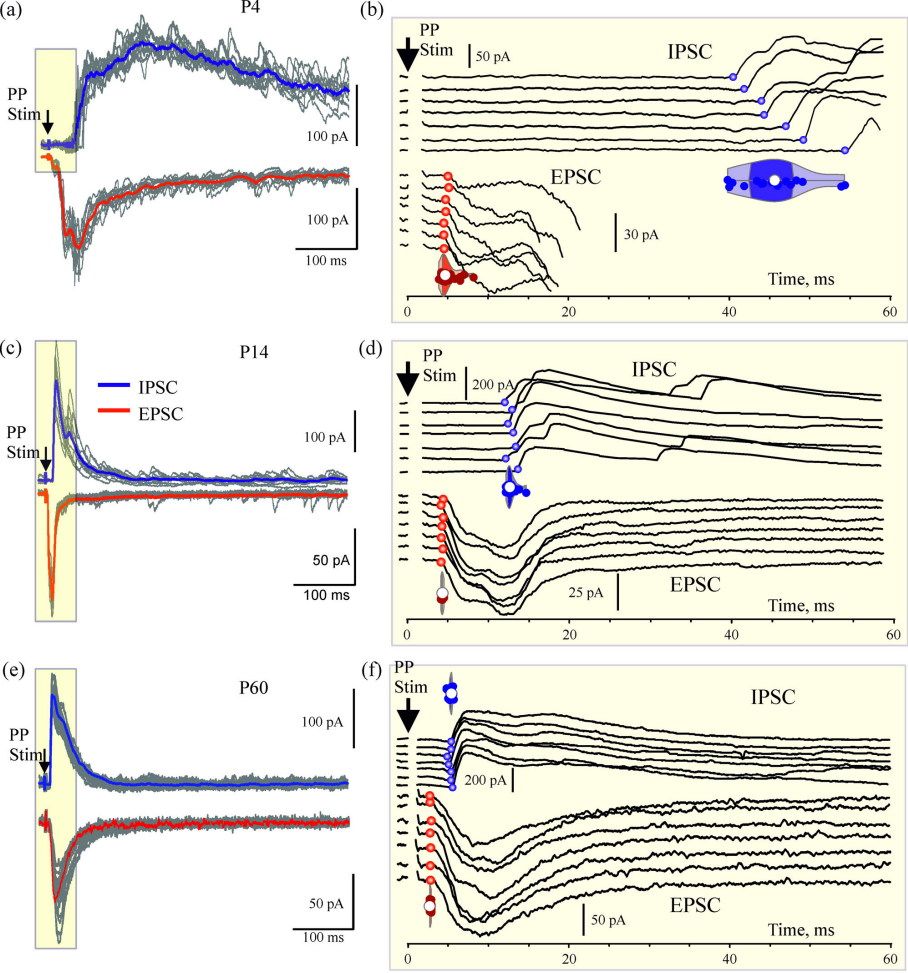 (a)
P4
PP
Stim
100 pA
100 pA
100 ms
(b)
PP
Stim
50 pA
IPSC
EPSC
30 pA
Time, ms
0
20
40
60
(c)
P14
IPSC
EPSC
PP
Stim
100 pA
50 pA
100 ms
(d)
PP
Stim
200 pA
IPSC
25 pA
EPSC
Time, ms
0
20
40
60
(e)
P60
PP
Stim
100 pA
50 pA
100 ms
(f)
PP
Stim
IPSC
200 pA
EPSC
50 pA
Time, ms
0
20
40
60